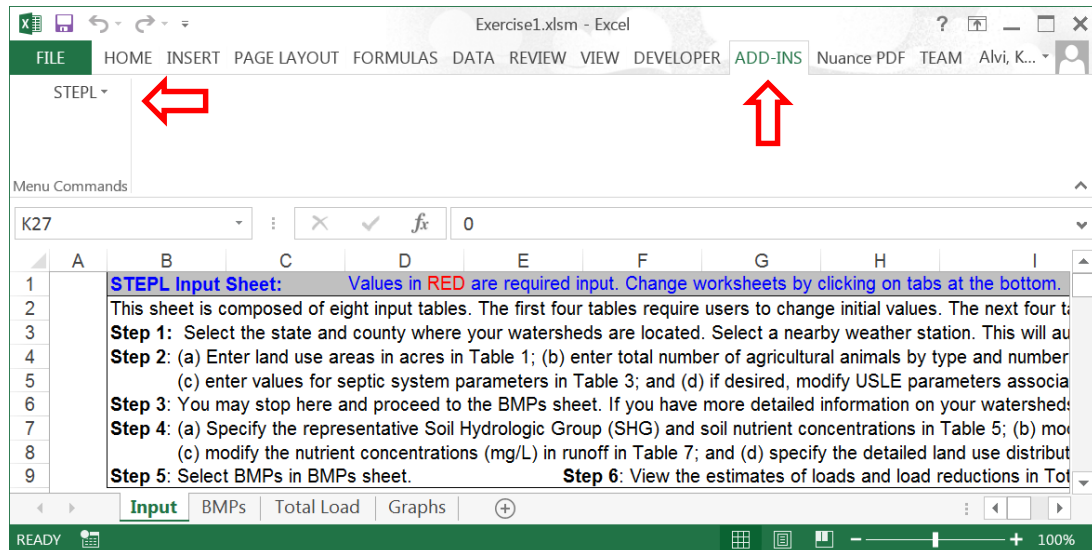 Exercise1.xlsm - Excel
FILE HOME INSERT PAGE LAYOUT FORMULAS DATA REVIEW VIEW DEVELOPER ADD-INS Nuance PDF TEAM Alvi, K...
STEPL
Menu Commands
K27 fx 0
A B C D E F G H I
1 STEPL Input Sheet: Values in RED are required input. Change worksheets by clicking on tabs at the bottom.
2 This sheet is composed of eight input tables. The first four tables require users to change initial values. The next four ta
3 Step 1: Select the state and county where your watersheds are located. Select a nearby weather station. This will au
4 Step 2: (a) Enter land use areas in acres in Table 1; (b) enter total number of agricultural animals by type and number
5 (c) enter values for septic system parameters in Table 3; and (d) if desired, modify USLE parameters associa
6 Step 3: You may stop here and proceed to the BMPs sheet. If you have more detailed information on your watersheds
7 Step 4: (a) Specify the representative Soil Hydrologic Group (SHG) and soil nutrient concentrations in Table 5; (b) mo
8 (c) modify the nutrient concentrations (mg/L) in runoff in Table 7; and (d) specify the detailed land use distribut
9 Step 5: Select BMPs in BMPs sheet. Step 6: View the estimates of loads and load reductions in Tot
Input BMPs Total Load Graphs
READY 100%